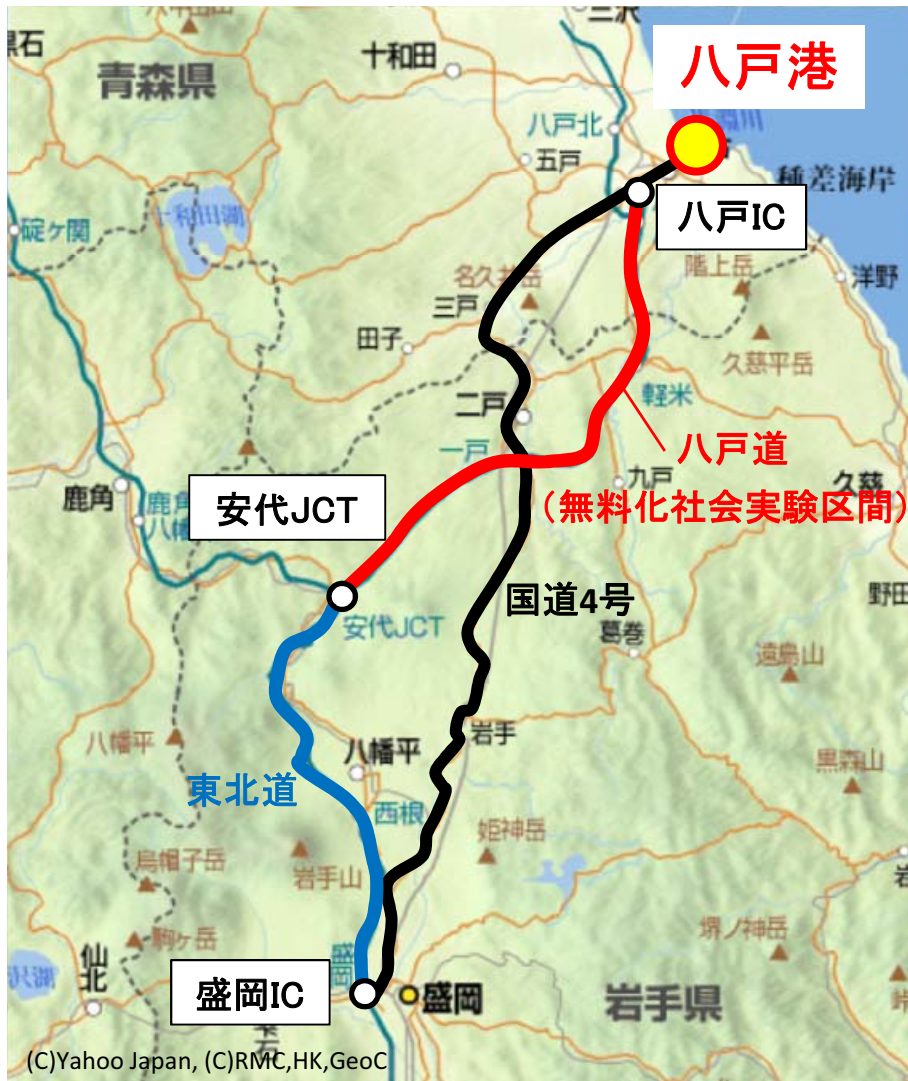 三沢
十和田
青森県
八戸港
八戸北
五戸
種差海岸
十和田湖
碇ヶ関
八戸IC
名久井岳
階上岳
洋野
三戸
田子
久慈平岳
軽米
二戸
一戸
八戸道
九戸
久慈
鹿角
安代JCT
(無料化社会実験区間)
国道4号
野田
安代JCT
葛巻
遠島山
八幡平
岩手
八幡平
黒森山
東北道
西根
姫神岳
烏帽子岳
岩手山
駒ヶ岳
堺ノ神岳
仙北
盛岡
盛岡IC
盛岡
岩手県
(C)Yahoo Japan, (C)RMC,HK,GeoC